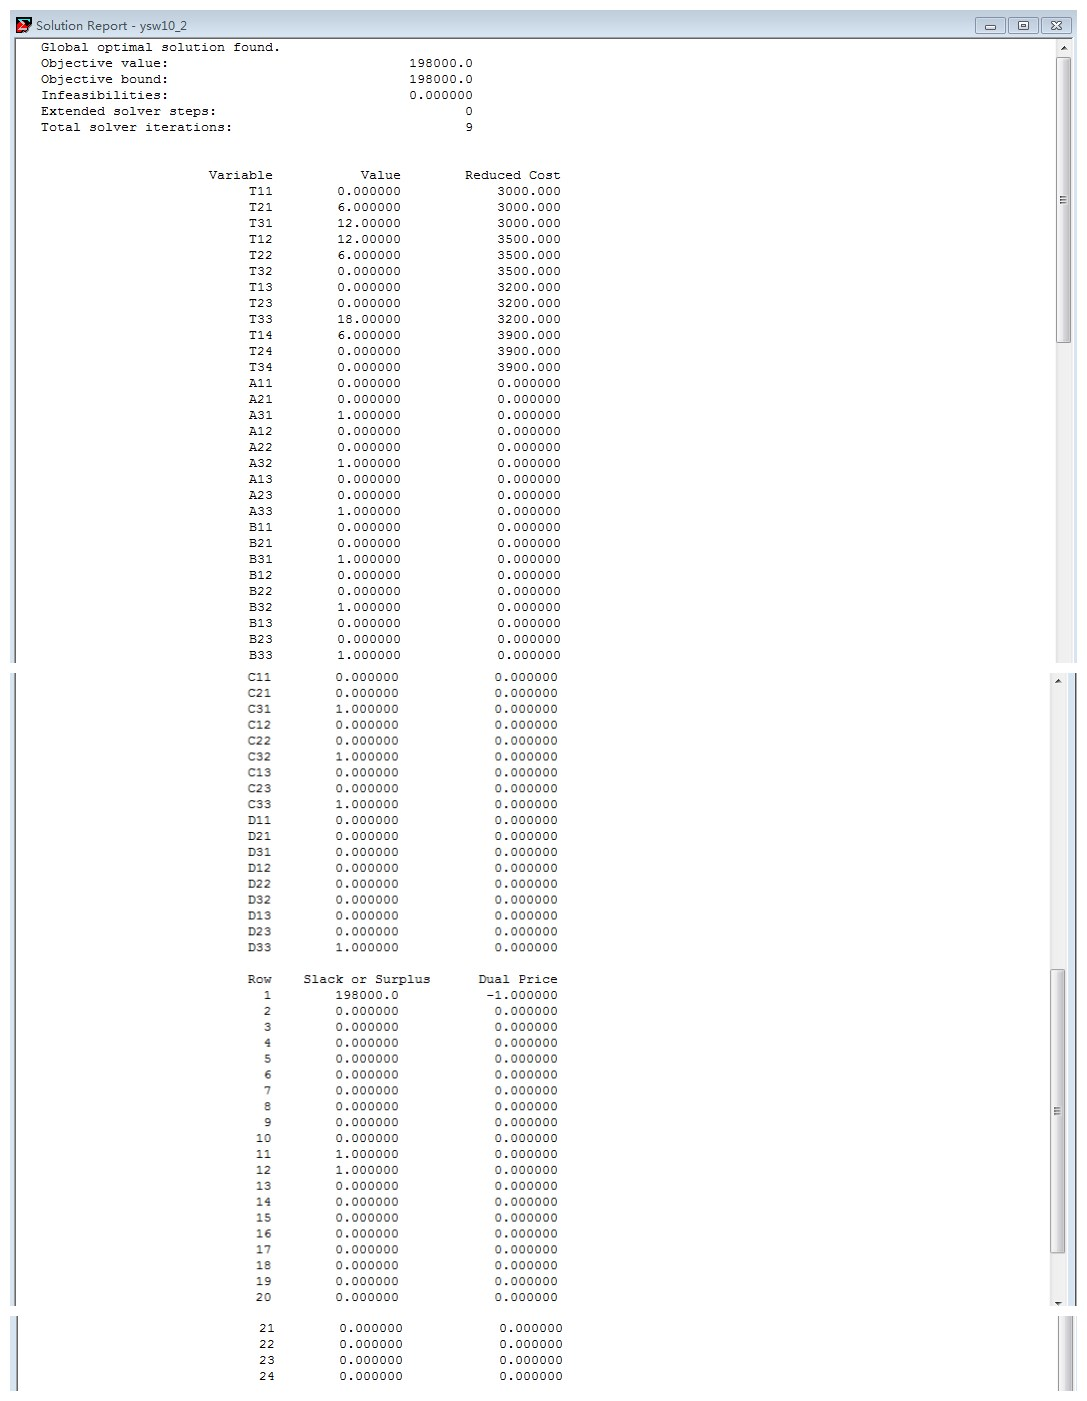 Solution Report - ysw10_2
Global optimal solution found.
Objective value: 198000.0
Objective bound: 198000.0
Infeasibilities: 0.000000
Extended solver steps: 0
Total solver iterations: 9
Variable Value Reduced Cost
T11 0.000000 3000.000
T21 6.000000 3000.000
T31 12.00000 3000.000
T12 12.00000 3500.000
T22 6.000000 3500.000
T32 0.000000 3500.000
T13 0.000000 3200.000
T23 0.000000 3200.000
T33 18.00000 3200.000
T14 6.000000 3900.000
T24 0.000000 3900.000
T34 0.000000 3900.000
A11 0.000000 0.000000
A21 0.000000 0.000000
A31 1.000000 0.000000
A12 0.000000 0.000000
A22 0.000000 0.000000
A32 1.000000 0.000000
A13 0.000000 0.000000
A23 0.000000 0.000000
A33 1.000000 0.000000
B11 0.000000 0.000000
B21 0.000000 0.000000
B31 1.000000 0.000000
B12 0.000000 0.000000
B22 0.000000 0.000000
B32 1.000000 0.000000
B13 0.000000 0.000000
B23 0.000000 0.000000
B33 1.000000 0.000000
C11 0.000000 0.000000
C21 0.000000 0.000000
C31 1.000000 0.000000
C12 0.000000 0.000000
C22 0.000000 0.000000
C32 1.000000 0.000000
C13 0.000000 0.000000
C23 0.000000 0.000000
C33 1.000000 0.000000
D11 0.000000 0.000000
D21 0.000000 0.000000
D31 0.000000 0.000000
D12 0.000000 0.000000
D22 0.000000 0.000000
D32 0.000000 0.000000
D13 0.000000 0.000000
D23 0.000000 0.000000
D33 1.000000 0.000000
Row Slack or Surplus Dual Price
1 198000.0 -1.000000
2 0.000000 0.000000
3 0.000000 0.000000
4 0.000000 0.000000
5 0.000000 0.000000
6 0.000000 0.000000
7 0.000000 0.000000
8 0.000000 0.000000
9 0.000000 0.000000
10 0.000000 0.000000
11 1.000000 0.000000
12 1.000000 0.000000
13 0.000000 0.000000
14 0.000000 0.000000
15 0.000000 0.000000
16 0.000000 0.000000
17 0.000000 0.000000
18 0.000000 0.000000
19 0.000000 0.000000
20 0.000000 0.000000
21 0.000000 0.000000
22 0.000000 0.000000
23 0.000000 0.000000
24 0.000000 0.000000